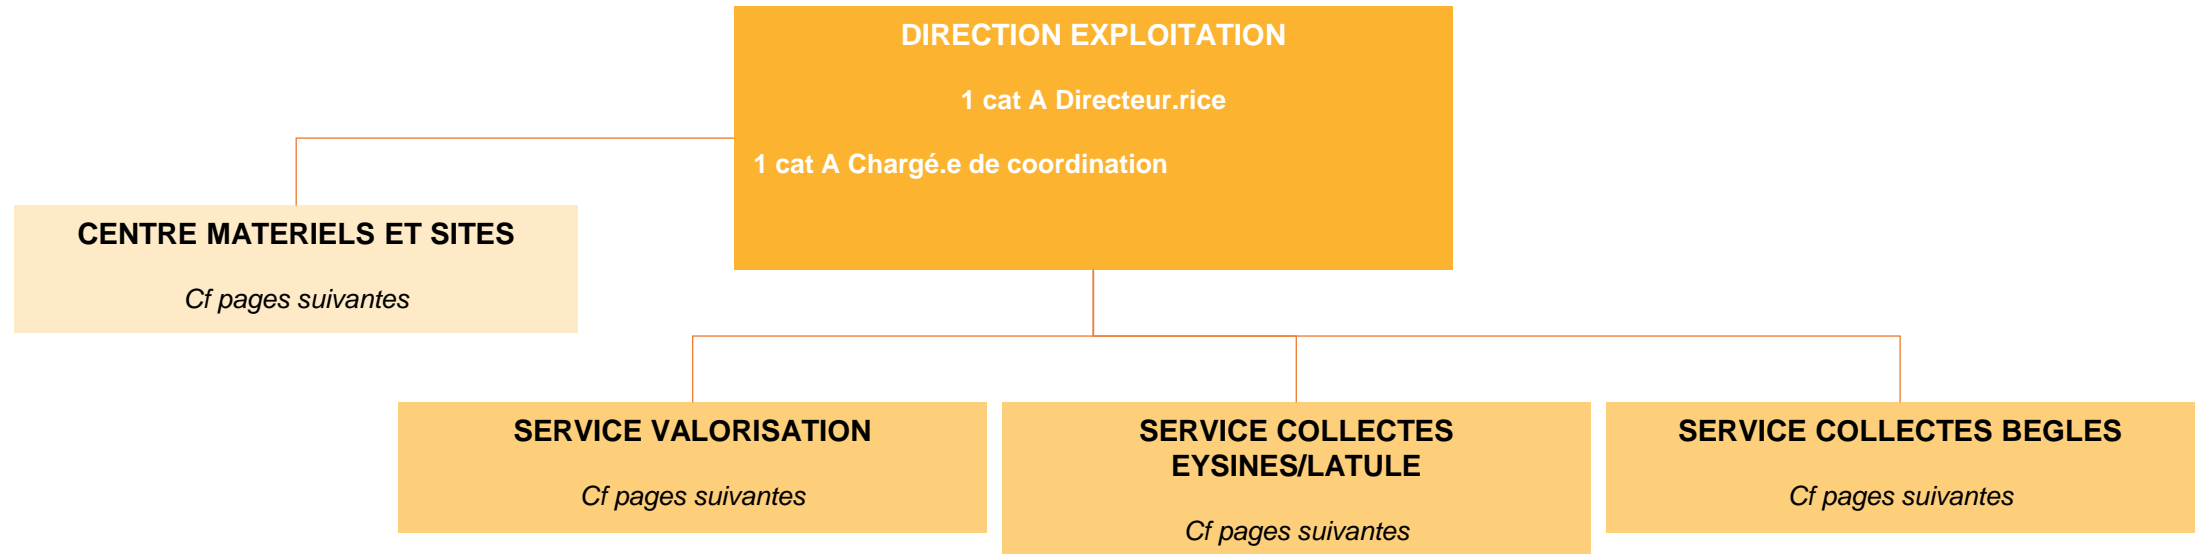 DIRECTION EXPLOITATION
1 cat A Directeur.rice
1 cat A Chargé.e de coordination
CENTRE MATERIELS ET SITES
Cf pages suivantes
SERVICE VALORISATION
Cf pages suivantes
SERVICE COLLECTES
EYSINES/LATULE
Cf pages suivantes
SERVICE COLLECTES BEGLES
Cf pages suivantes